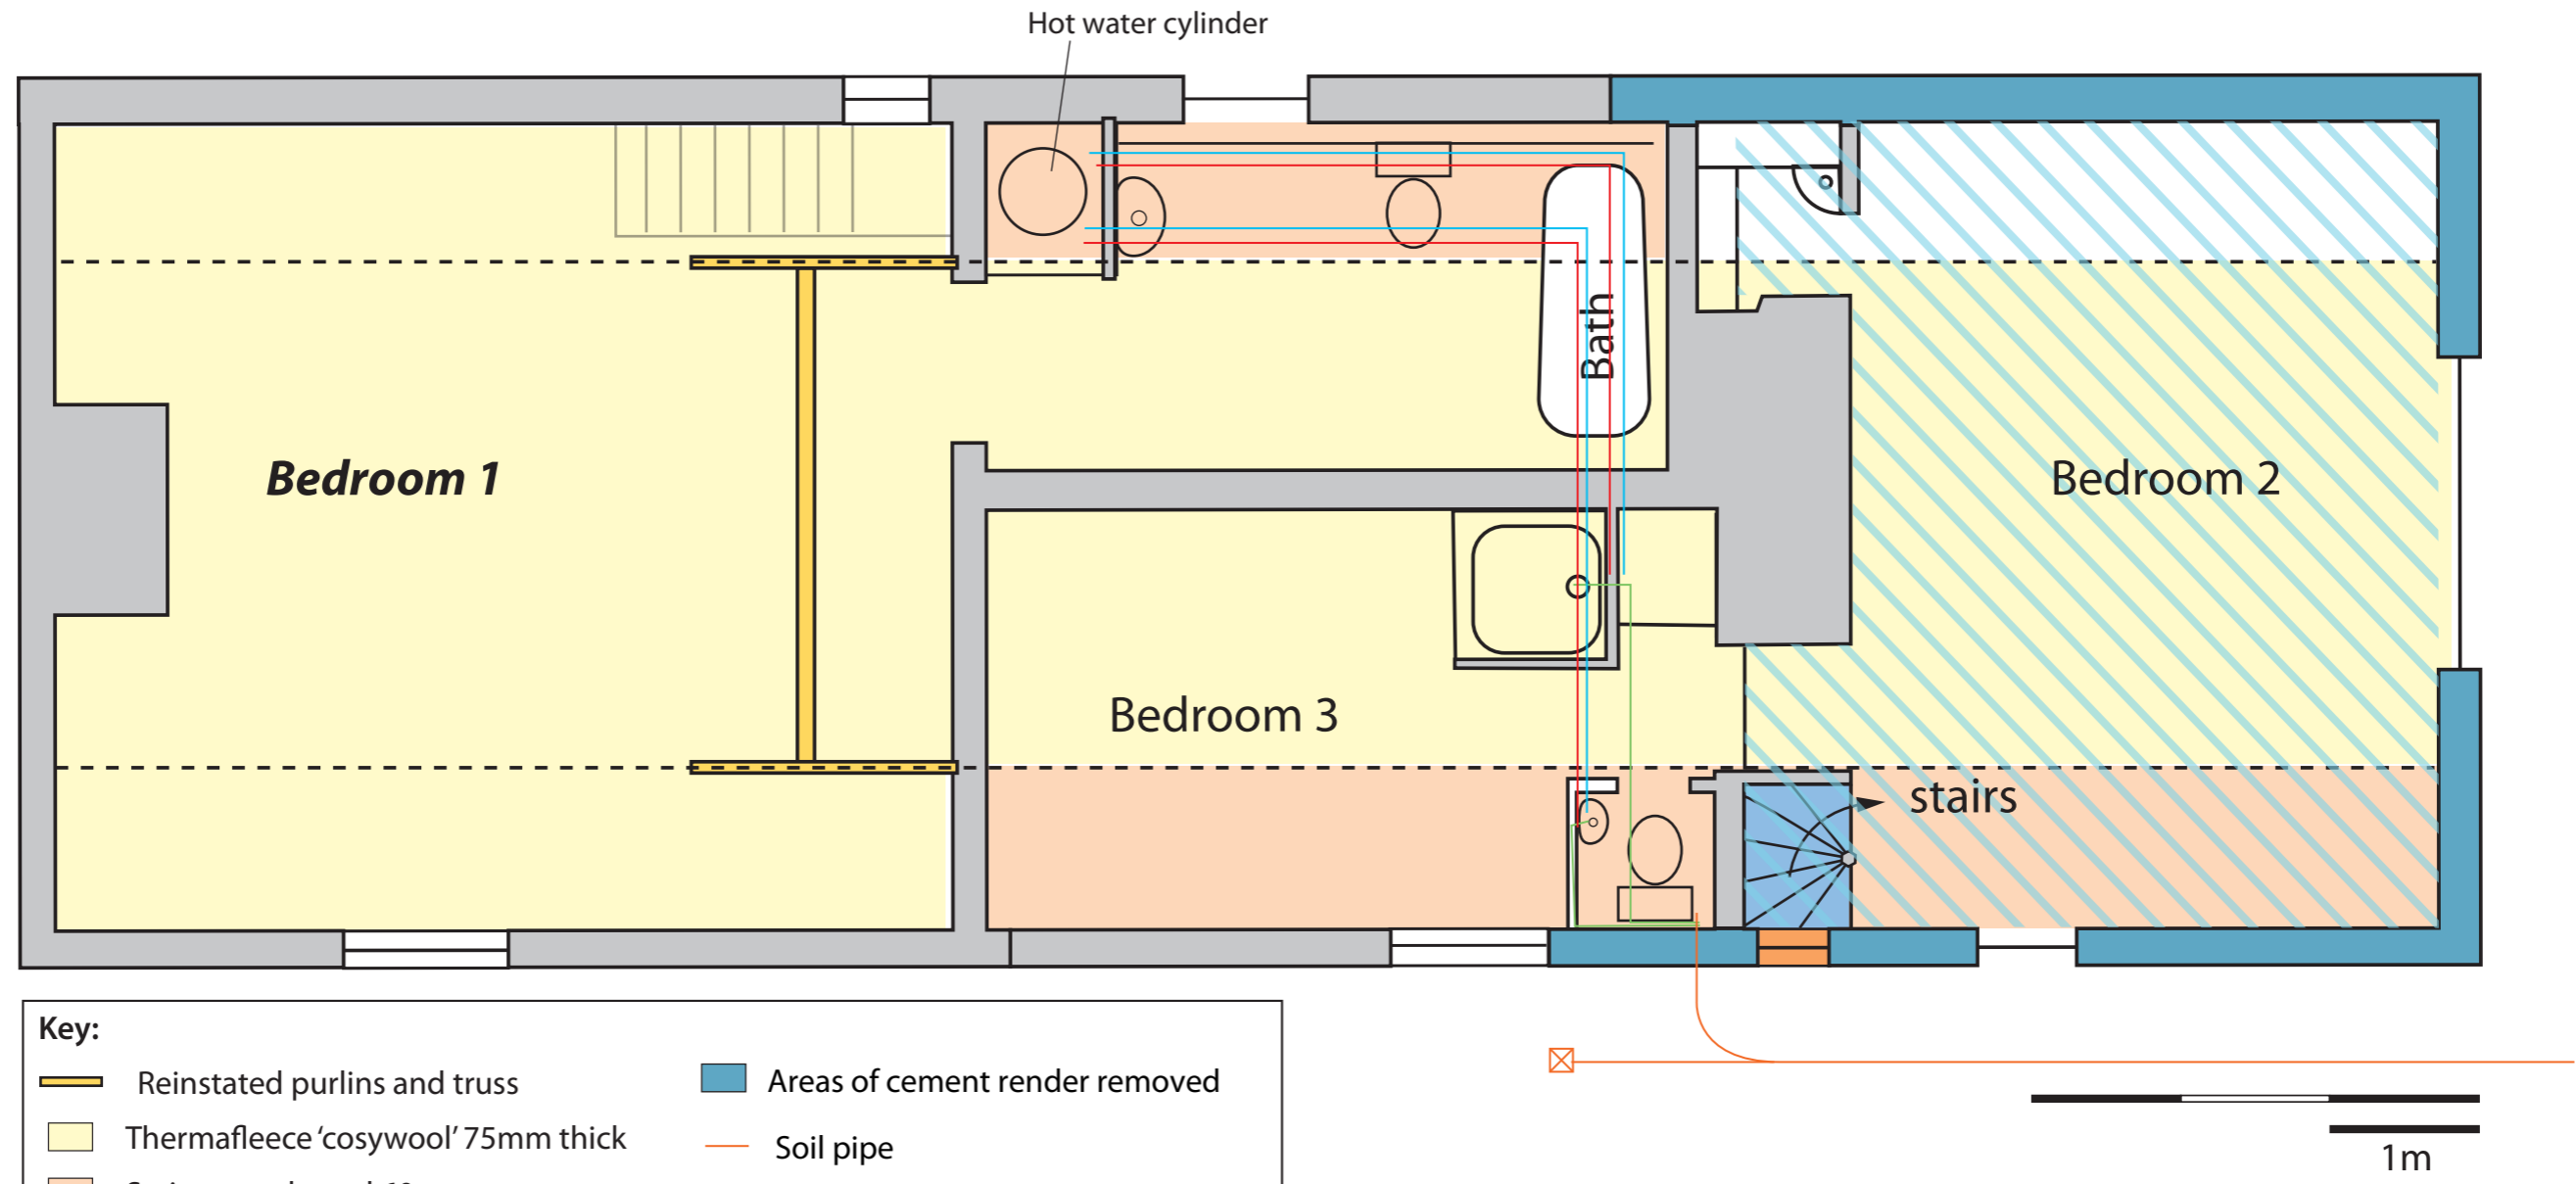 Hot water cylinder
Bath
Bedroom 1
Bedroom 2
Bedroom 3
stairs
Key:
Reinstated purlins and truss
Areas of cement render removed
Thermafleece ‘cosywool’ 75mm thick
Soil pipe
1m